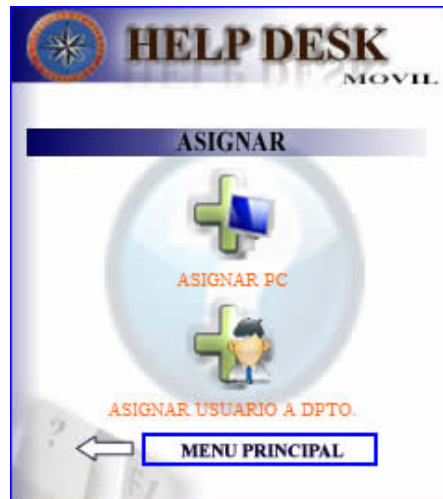 HELP DESK
MOVIL
ASIGNAR
ASIGNAR PC
ASIGNAR USUARIO A DPTO.
MENU PRINCIPAL